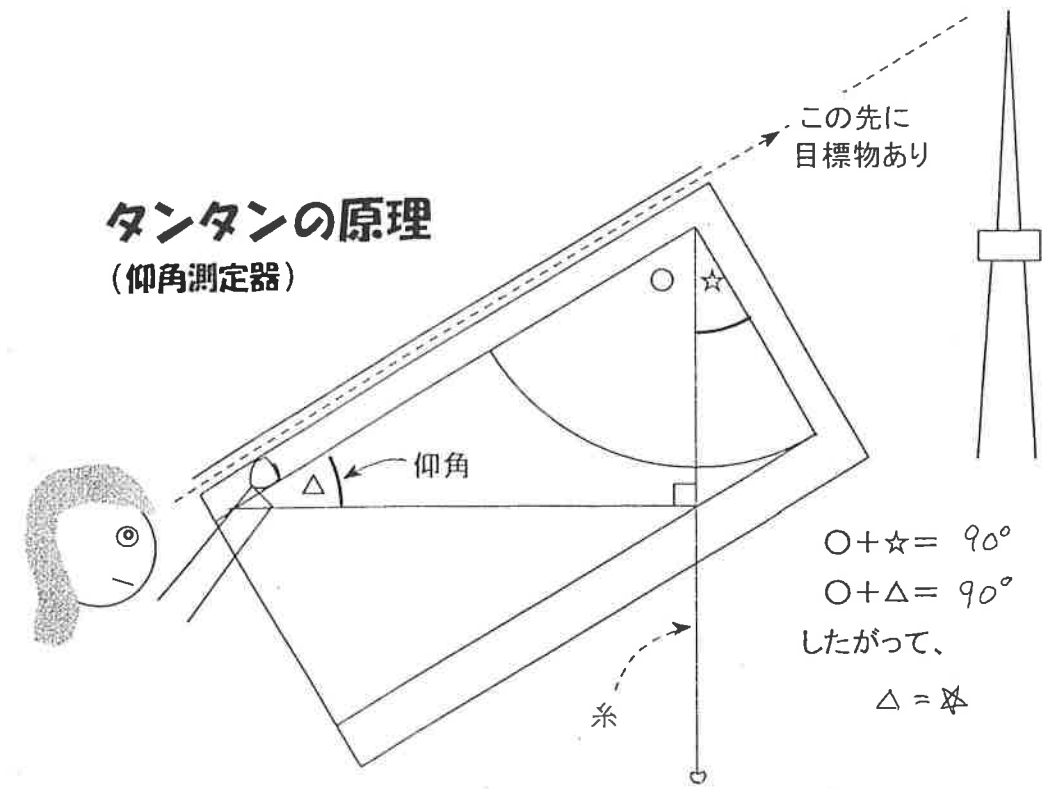 この先に
目標物あり
タンタンの原理
(仰角測定器)
○ ☆
△
仰角
○+☆= 90°
○+△= 90°
したがって、
△=☆
糸